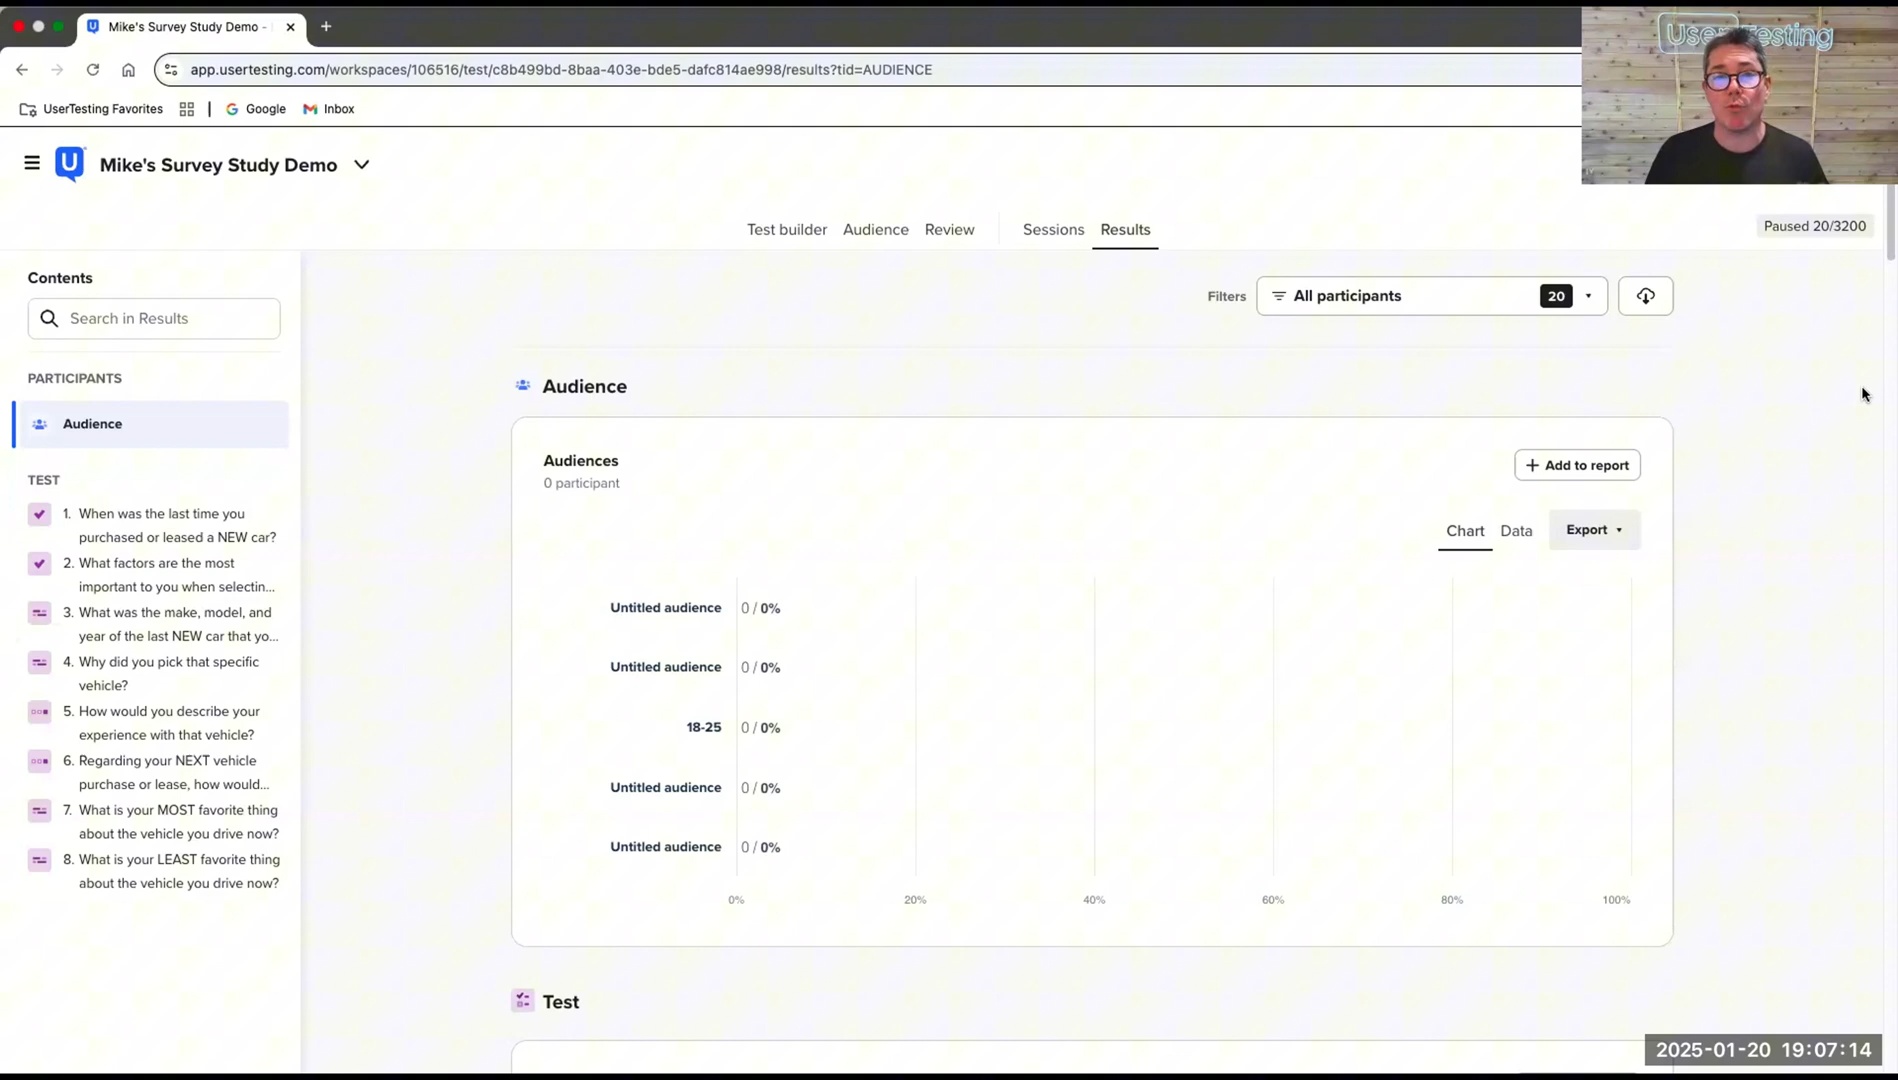 Mike's Survey Study Demo -
app.usertesting.com/workspaces/106516/test/c8b499bd-8baa-403e-bde5-dafc814ae998/results?tid=AUDIENCE
UserTesting Favorites
Google
Inbox
UserTesting
Mike's Survey Study Demo
Test builder
Audience
Review
Sessions
Results
Paused 20/3200
Contents
Search in Results
PARTICIPANTS
Audience
TEST
1. When was the last time you
purchased or leased a NEW car?
2. What factors are the most
important to you when selectin...
3. What was the make, model, and
year of the last NEW car that yo...
4. Why did you pick that specific
vehicle?
5. How would you describe your
experience with that vehicle?
6. Regarding your NEXT vehicle
purchase or lease, how would...
7. What is your MOST favorite thing
about the vehicle you drive now?
8. What is your LEAST favorite thing
about the vehicle you drive now?
Filters
All participants
20
Audience
Audiences
0 participant
+ Add to report
Chart
Data
Export
Untitled audience 0 / 0%
Untitled audience 0 / 0%
18-25 0 / 0%
Untitled audience 0 / 0%
Untitled audience 0 / 0%
0% 20% 40% 60% 80% 100%
Test
2025-01-20 19:07:14